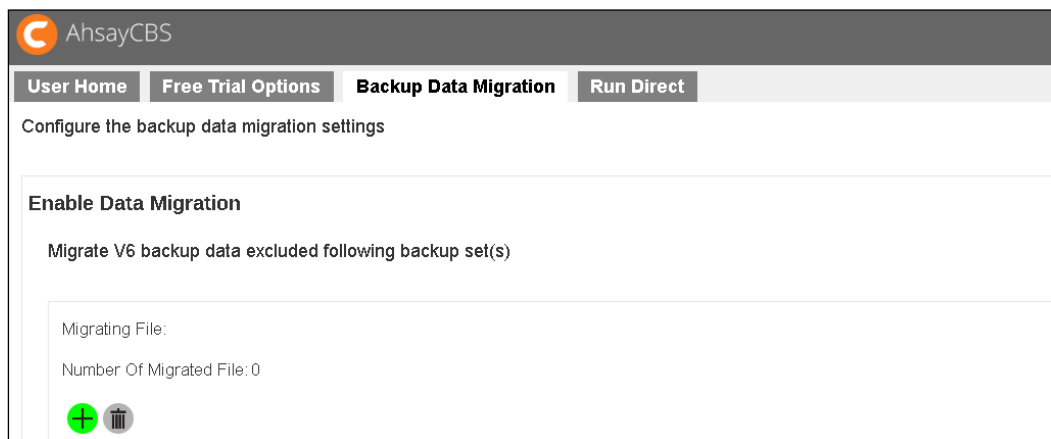 AhsayCBS
User Home Free Trial Options Backup Data Migration Run Direct
Configure the backup data migration settings
Enable Data Migration
Migrate V6 backup data excluded following backup set(s)
Migrating File:
Number Of Migrated File: 0